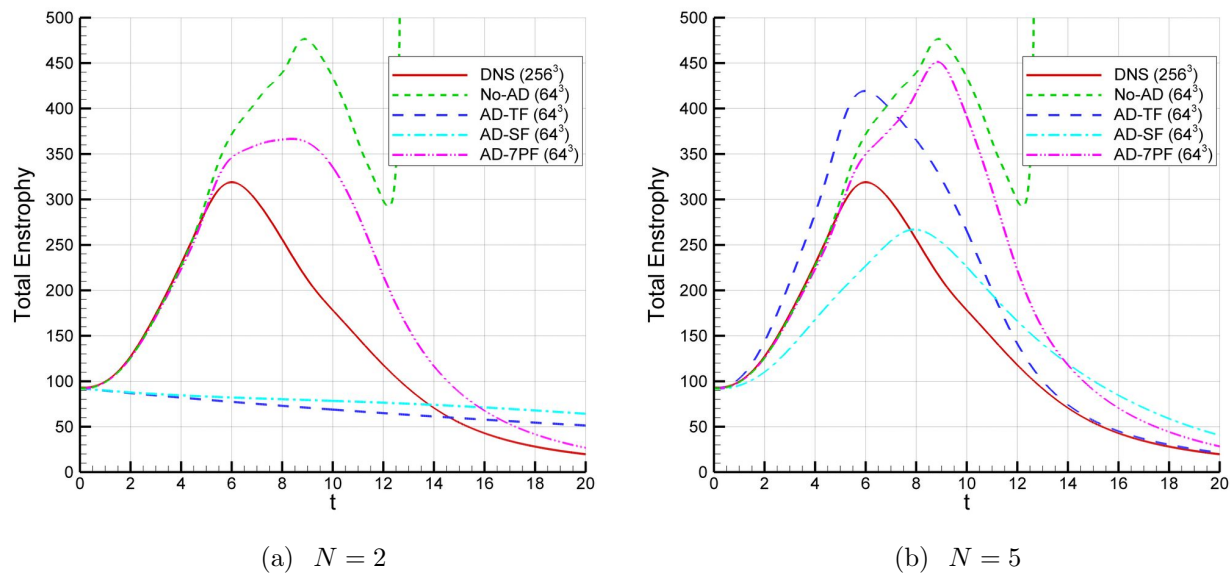 500
450
400
350
300
250
200
150
100
50
0
Total Enstrophy
0 2 4 6 8 10 12 14 16 18 20
t
DNS (256³)
No-AD (64³)
AD-TF (64³)
AD-SF (64³)
AD-7PF (64³)
(a) N = 2
500
450
400
350
300
250
200
150
100
50
0
Total Enstrophy
0 2 4 6 8 10 12 14 16 18 20
t
DNS (256³)
No-AD (64³)
AD-TF (64³)
AD-SF (64³)
AD-7PF (64³)
(b) N = 5